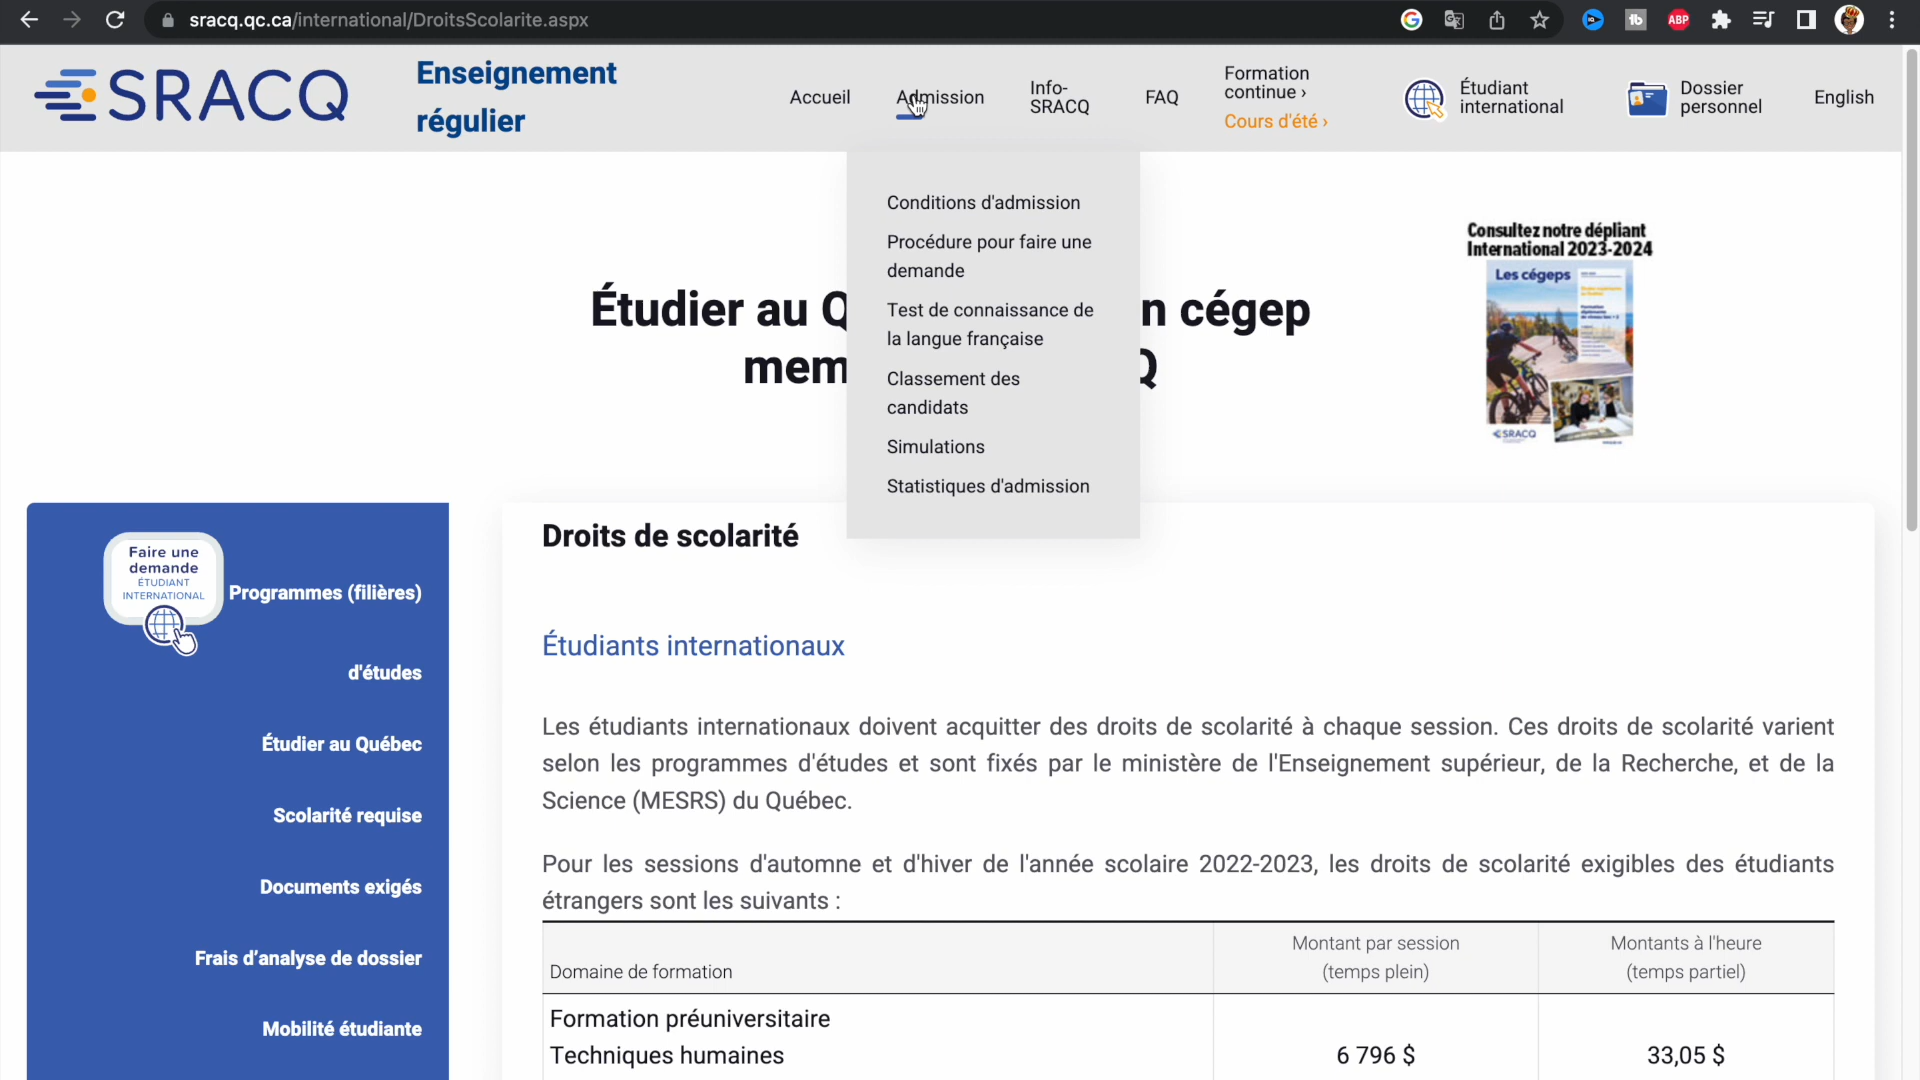 sracq.qc.ca/international/DroitsScolarite.aspx
ABP
SRACQ
Enseignement
régulier
Accueil
Admission
Info-
SRACQ
FAQ
Formation
continue ›
Cours d'été ›
Étudiant
international
Dossier
personnel
English
Conditions d'admission
Procédure pour faire une
demande
Test de connaissance de
la langue française
Classement des
candidats
Simulations
Statistiques d'admission
Étudier au Q
n cégep
mem
Q
Consultez notre dépliant
International 2023-2024
Les cégeps
SRACQ
Faire une
demande
ÉTUDIANT
INTERNATIONAL
Programmes (filières)
d'études
Étudier au Québec
Scolarité requise
Documents exigés
Frais d’analyse de dossier
Mobilité étudiante
Droits de scolarité
Étudiants internationaux
Les étudiants internationaux doivent acquitter des droits de scolarité à chaque session. Ces droits de scolarité varient
selon les programmes d'études et sont fixés par le ministère de l'Enseignement supérieur, de la Recherche, et de la
Science (MESRS) du Québec.
Pour les sessions d'automne et d'hiver de l'année scolaire 2022-2023, les droits de scolarité exigibles des étudiants
étrangers sont les suivants :
Domaine de formation
Montant par session
(temps plein)
Montants à l'heure
(temps partiel)
Formation préuniversitaire
Techniques humaines
6 796 $
33,05 $